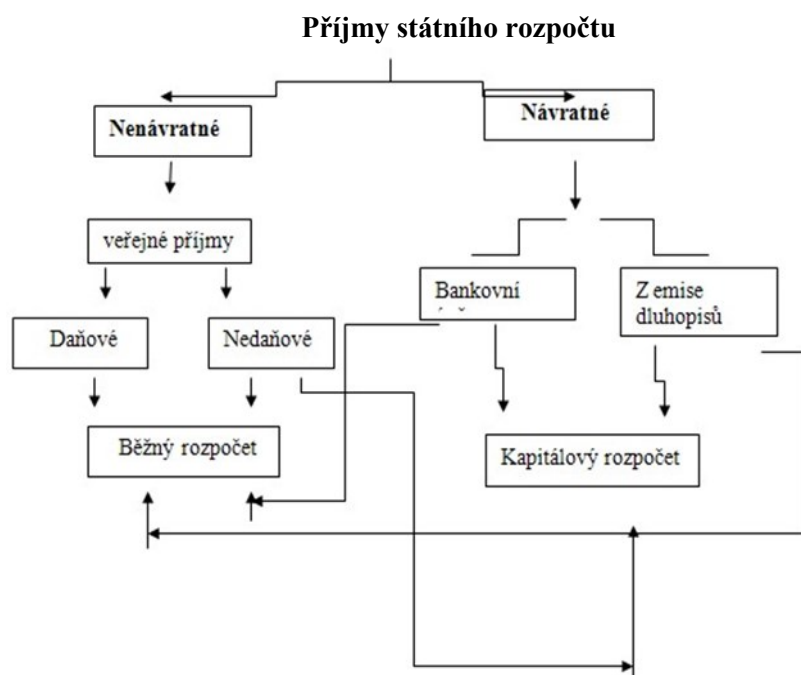 Příjmy státního rozpočtu
Nenávratné
Návratné
veřejné příjmy
Bankovní
Z emise
dluhopisů
Daňové
Nedaňové
Běžný rozpočet
Kapitálový rozpočet